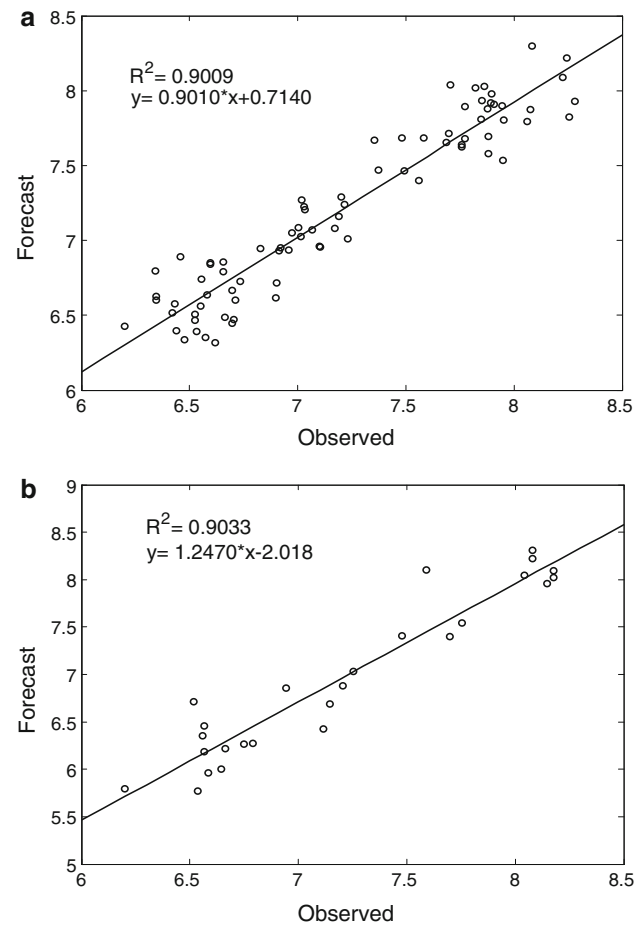 a
8.5
8
7.5
7
6.5
6
Forecast
R2= 0.9009
y= 0.9010*x+0.7140
6 6.5 7 7.5 8 8.5
Observed
b
9
8.5
8
7.5
7
6.5
6
5.5
5
Forecast
R2= 0.9033
y= 1.2470*x-2.018
6 6.5 7 7.5 8 8.5
Observed